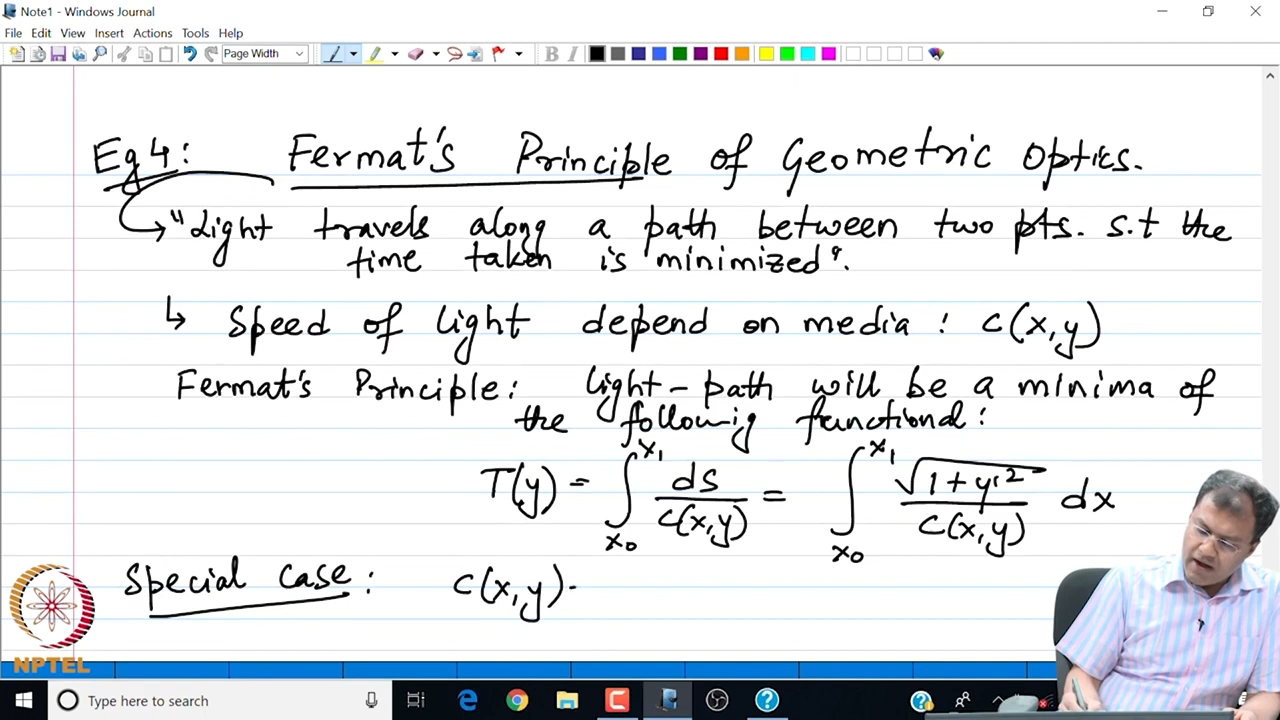 Note1 - Windows Journal
File Edit View Insert Actions Tools Help
Page Width
B I
Eg 4: Fermat's Principle of Geometric Optics.
"Light travels along a path between two pts. s.t the
time taken is minimized".
↳ Speed of light depend on media : c(x,y)
Fermat's Principle: light-path will be a minima of
the following functional:
T(y) = ∫_{x₀}^{x₁} ds / c(x,y) = ∫_{x₀}^{x₁} √(1+y'²) / c(x,y) dx
Special case : c(x,y)
NPTEL
Type here to search